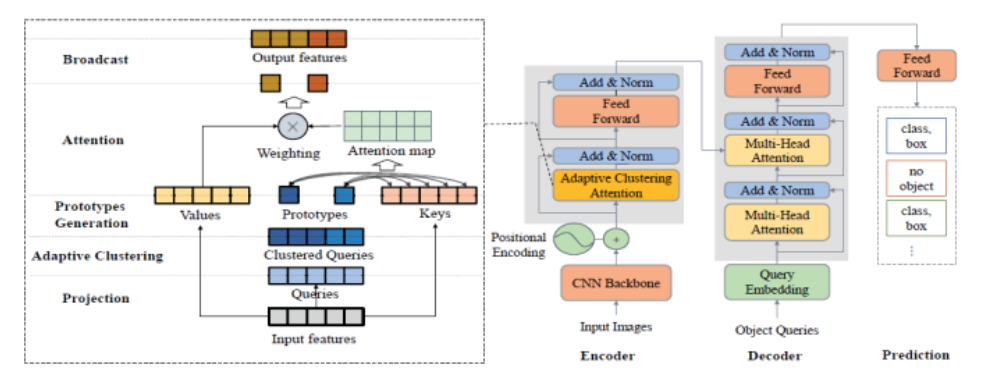 Broadcast
Output features
Attention
Weighting
Attention map
Prototypes
Generation
Values
Prototypes
Keys
Adaptive Clustering
Clustered Queries
Projection
Queries
Input features
Add & Norm
Feed
Forward
Add & Norm
Adaptive Clustering
Attention
Positional
Encoding
+
CNN Backbone
Input Images
Encoder
Add & Norm
Feed
Forward
Add & Norm
Multi-Head
Attention
Add & Norm
Multi-Head
Attention
Query
Embedding
Object Queries
Decoder
Feed
Forward
class,
box
no
object
class,
box
⋮
Prediction